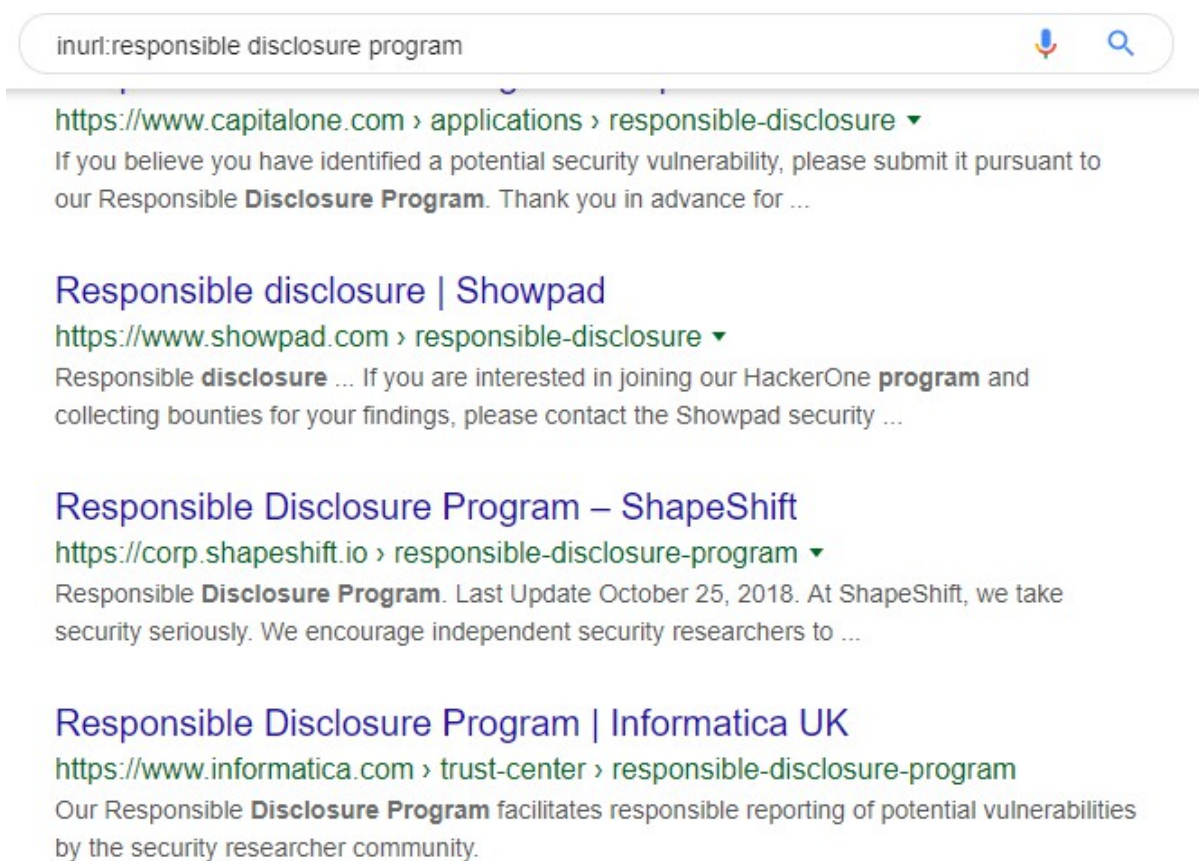 inurl:responsible disclosure program
https://www.capitalone.com › applications › responsible-disclosure
If you believe you have identified a potential security vulnerability, please submit it pursuant to
our Responsible Disclosure Program. Thank you in advance for ...
Responsible disclosure | Showpad
https://www.showpad.com › responsible-disclosure
Responsible disclosure ... If you are interested in joining our HackerOne program and
collecting bounties for your findings, please contact the Showpad security ...
Responsible Disclosure Program – ShapeShift
https://corp.shapeshift.io › responsible-disclosure-program
Responsible Disclosure Program. Last Update October 25, 2018. At ShapeShift, we take
security seriously. We encourage independent security researchers to ...
Responsible Disclosure Program | Informatica UK
https://www.informatica.com › trust-center › responsible-disclosure-program
Our Responsible Disclosure Program facilitates responsible reporting of potential vulnerabilities
by the security researcher community.